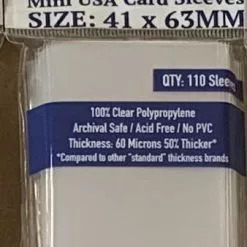 Mini USA Card Sleeves
SIZE: 41 x 63MM
QTY: 110 Sleev
100% Clear Polypropylene
Archival Safe / Acid Free / No PVC
Thickness: 60 Microns 50% Thicker*
*Compared to other "standard" thickness brands